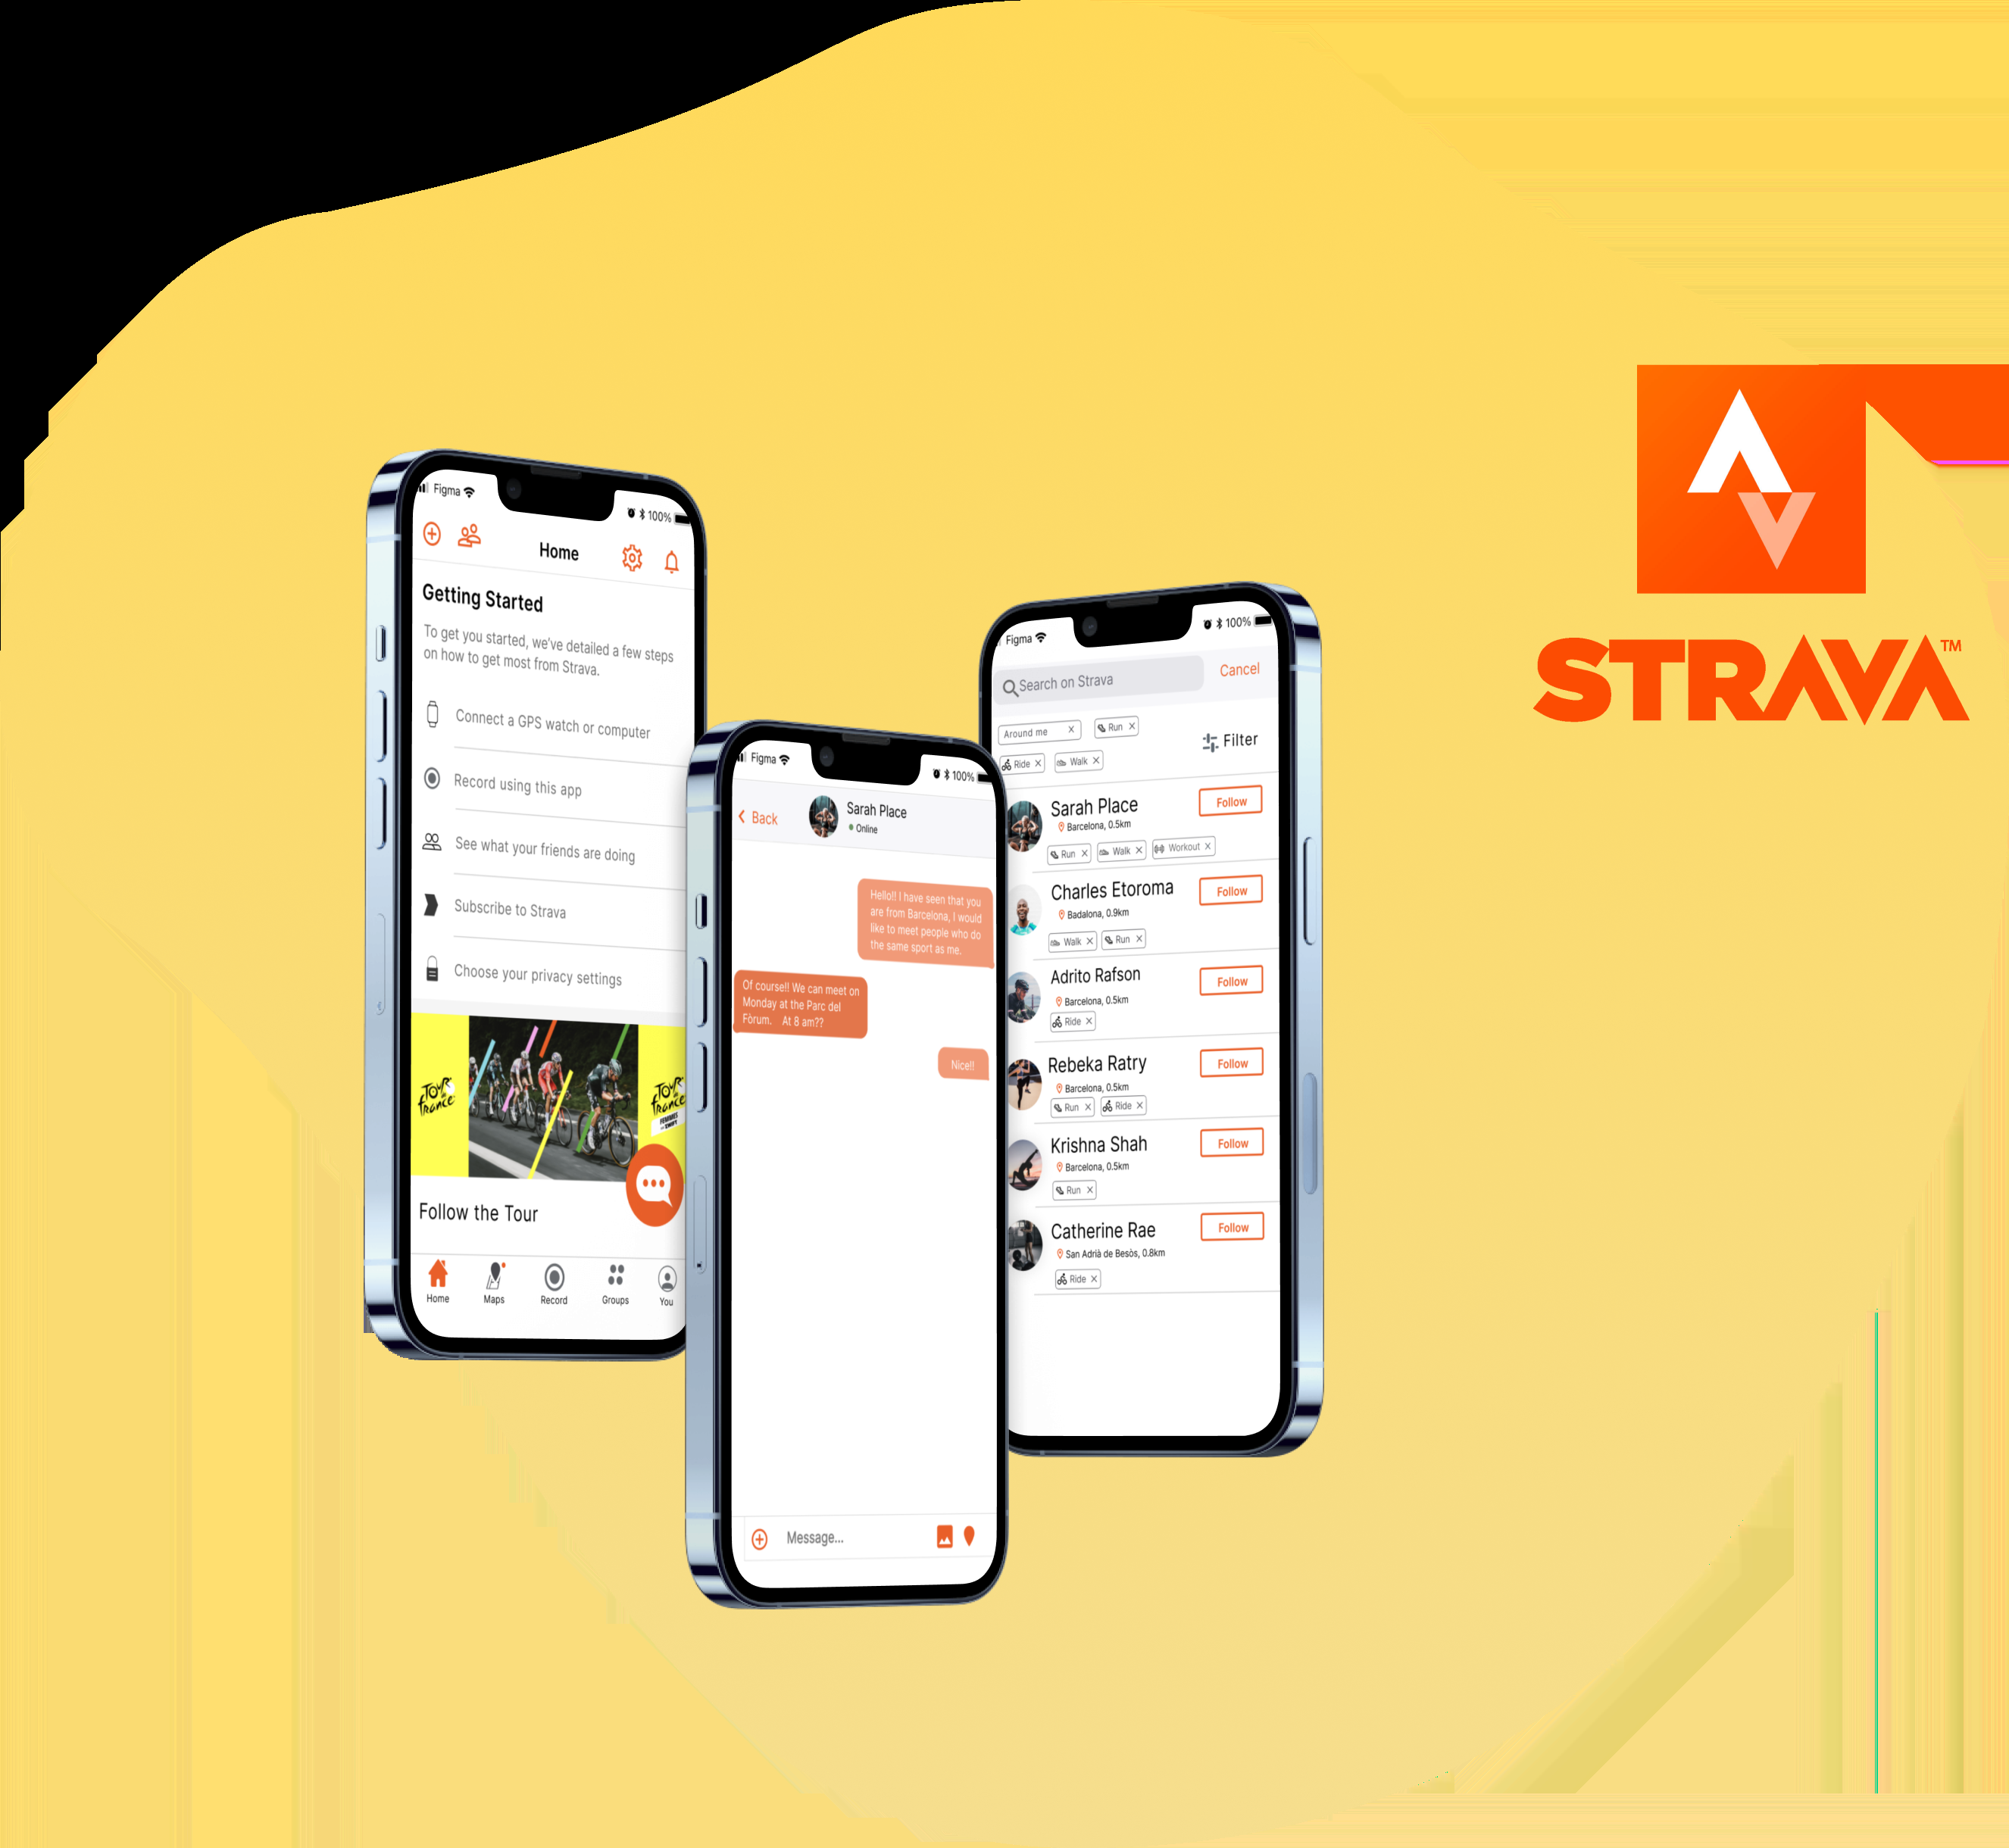 Figma
100%
Home
Getting Started
To get you started, we've detailed a few steps
on how to get most from Strava.
Connect a GPS watch or computer
Record using this app
See what your friends are doing
Subscribe to Strava
Choose your privacy settings
TOUR
de
france
TOUR
de
france
FEMMES
ZWIFT
Follow the Tour
Home
Maps
Record
Groups
You
Figma
100%
Back
Sarah Place
Online
Hello!! I have seen that you
are from Barcelona, I would
like to meet people who do
the same sport as me.
Of course!! We can meet on
Monday at the Parc del
Fòrum. At 8 am??
Nice!!
Message...
Figma
100%
Search on Strava
Cancel
Around me
Run
Ride
Walk
Filter
Sarah Place
Follow
Barcelona, 0.5km
Run
Walk
Workout
Charles Etoroma
Follow
Badalona, 0.9km
Walk
Run
Adrito Rafson
Follow
Barcelona, 0.5km
Ride
Rebeka Ratry
Follow
Barcelona, 0.5km
Run
Ride
Krishna Shah
Follow
Barcelona, 0.5km
Run
Catherine Rae
Follow
San Adrià de Besòs, 0.8km
Ride
STRAVA™